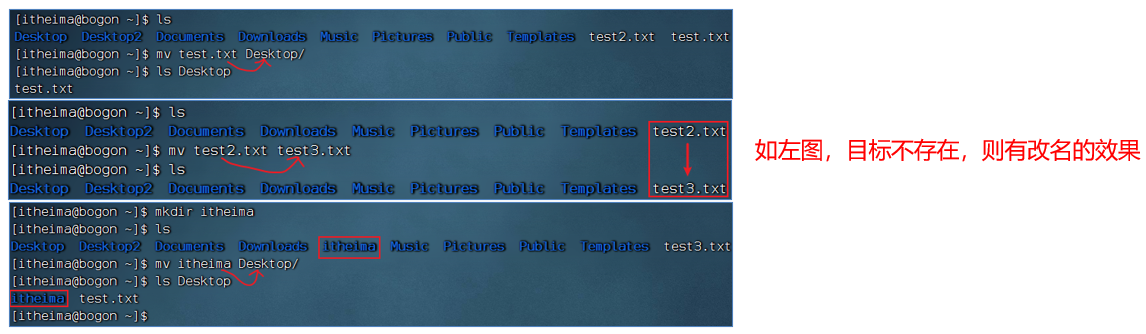 [itheima@bogon ~]$ ls
Desktop  Desktop2  Documents  Downloads  Music  Pictures  Public  Templates  test2.txt  test.txt
[itheima@bogon ~]$ mv test.txt Desktop/
[itheima@bogon ~]$ ls Desktop
test.txt
[itheima@bogon ~]$ ls
Desktop  Desktop2  Documents  Downloads  Music  Pictures  Public  Templates  test2.txt
[itheima@bogon ~]$ mv test2.txt test3.txt
[itheima@bogon ~]$ ls
Desktop  Desktop2  Documents  Downloads  Music  Pictures  Public  Templates  test3.txt
如左图，目标不存在，则有改名的效果
[itheima@bogon ~]$ mkdir itheima
[itheima@bogon ~]$ ls
Desktop  Desktop2  Documents  Downloads  itheima  Music  Pictures  Public  Templates  test3.txt
[itheima@bogon ~]$ mv itheima Desktop/
[itheima@bogon ~]$ ls Desktop
itheima  test.txt
[itheima@bogon ~]$